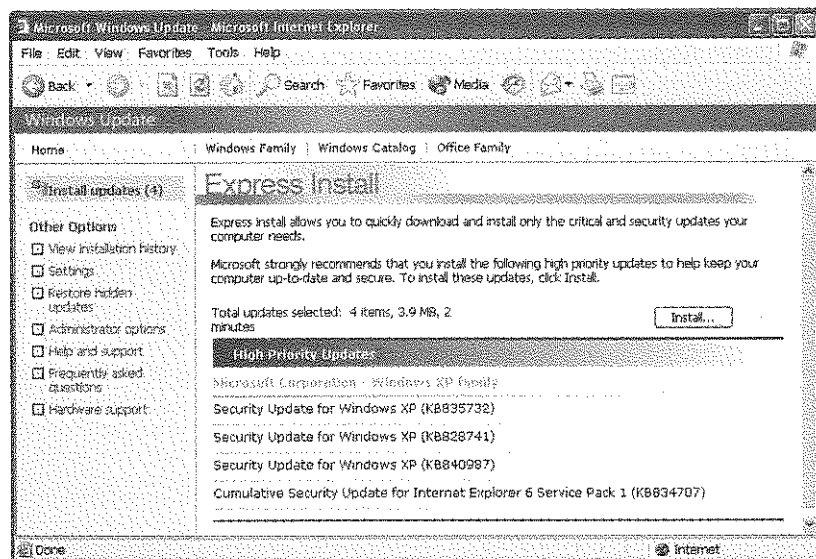 Microsoft Windows Update - Microsoft Internet Explorer
File Edit View Favorites Tools Help
Back Search Favorites Media
Windows Update
Home Windows Family | Windows Catalog | Office Family
Install updates (4)
Other Options
View installation history
Settings
Restore hidden
updates
Administrator options
Help and support
Frequently asked
questions
Hardware support
Express Install
Express Install allows you to quickly download and install only the critical and security updates your
computer needs.
Microsoft strongly recommends that you install the following high priority updates to help keep your
computer up-to-date and secure. To install these updates, click Install.
Total updates selected: 4 items, 3.9 MB, 2
minutes
Install...
High Priority Updates
Microsoft Corporation - Windows XP family
Security Update for Windows XP (KB835732)
Security Update for Windows XP (KB828741)
Security Update for Windows XP (KB840987)
Cumulative Security Update for Internet Explorer 6 Service Pack 1 (KB834707)
Done Internet